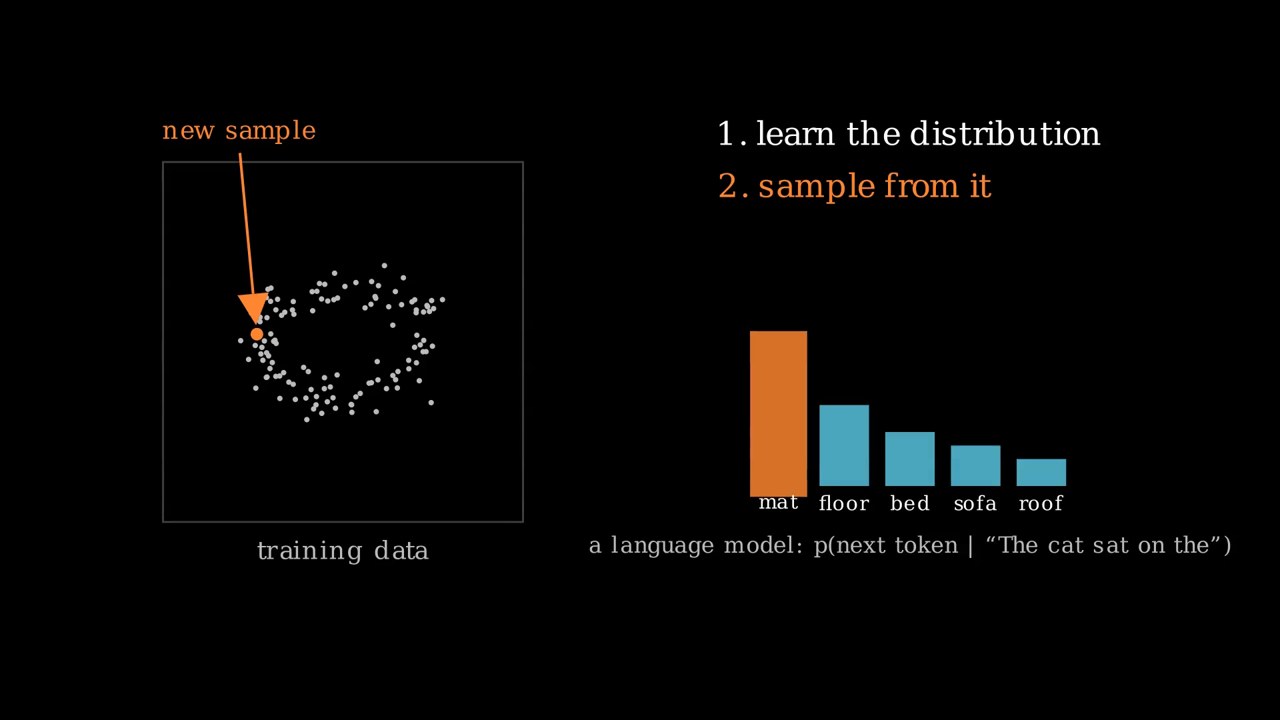 new sample
training data
1. learn the distribution
2. sample from it
mat floor bed sofa roof
a language model: p(next token | “The cat sat on the”)